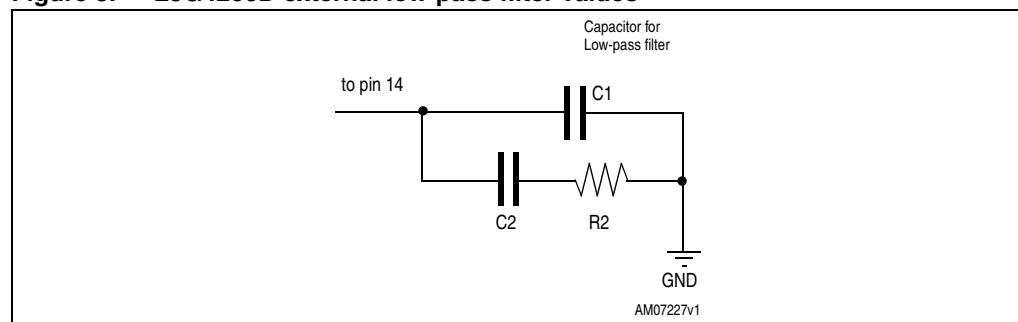 Capacitor for
Low-pass filter
to pin 14
C1
C2
R2
GND
AM07227v1